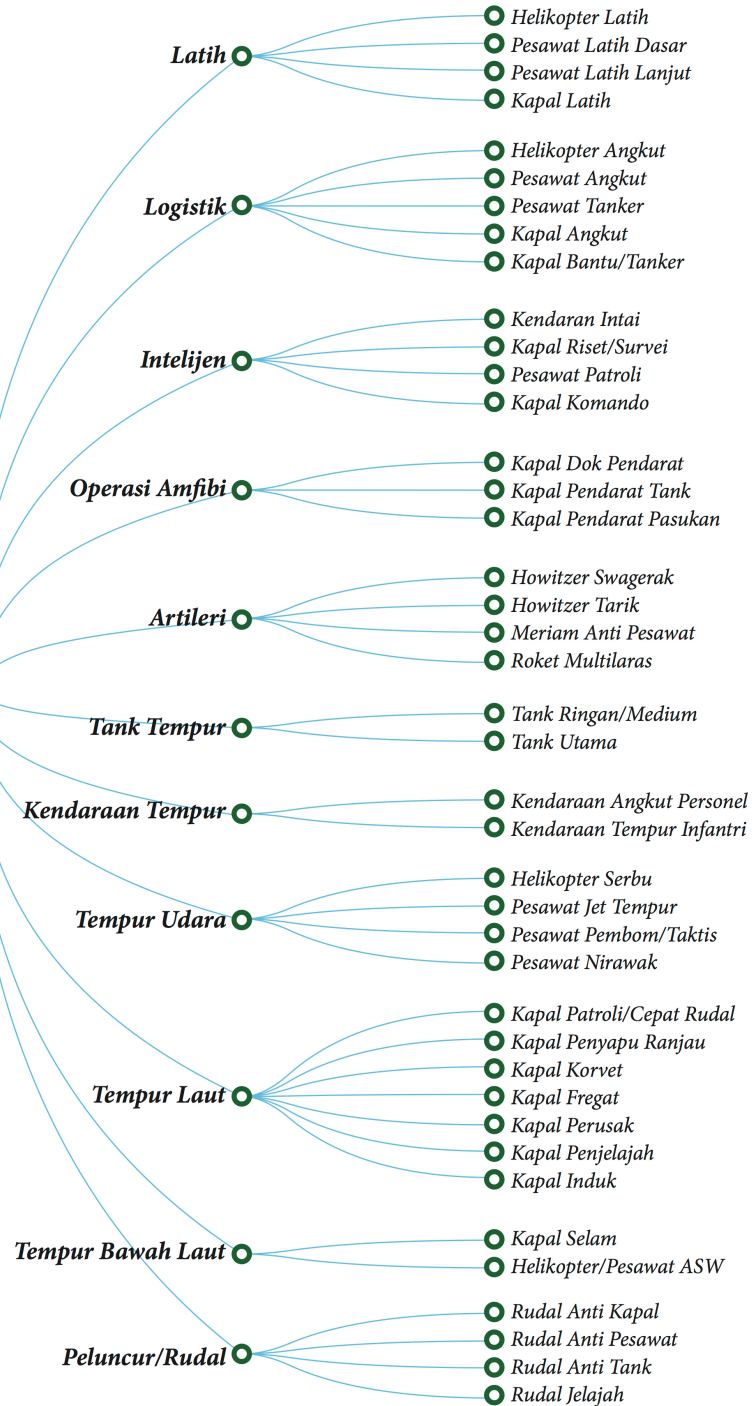 Latih
Helikopter Latih
Pesawat Latih Dasar
Pesawat Latih Lanjut
Kapal Latih
Logistik
Helikopter Angkut
Pesawat Angkut
Pesawat Tanker
Kapal Angkut
Kapal Bantu/Tanker
Intelijen
Kendaran Intai
Kapal Riset/Survei
Pesawat Patroli
Kapal Komando
Operasi Amfibi
Kapal Dok Pendarat
Kapal Pendarat Tank
Kapal Pendarat Pasukan
Artileri
Howitzer Swagerak
Howitzer Tarik
Meriam Anti Pesawat
Roket Multilaras
Tank Tempur
Tank Ringan/Medium
Tank Utama
Kendaraan Tempur
Kendaraan Angkut Personel
Kendaraan Tempur Infantri
Tempur Udara
Helikopter Serbu
Pesawat Jet Tempur
Pesawat Pembom/Taktis
Pesawat Nirawak
Tempur Laut
Kapal Patroli/Cepat Rudal
Kapal Penyapu Ranjau
Kapal Korvet
Kapal Fregat
Kapal Perusak
Kapal Penjelajah
Kapal Induk
Tempur Bawah Laut
Kapal Selam
Helikopter/Pesawat ASW
Peluncur/Rudal
Rudal Anti Kapal
Rudal Anti Pesawat
Rudal Anti Tank
Rudal Jelajah